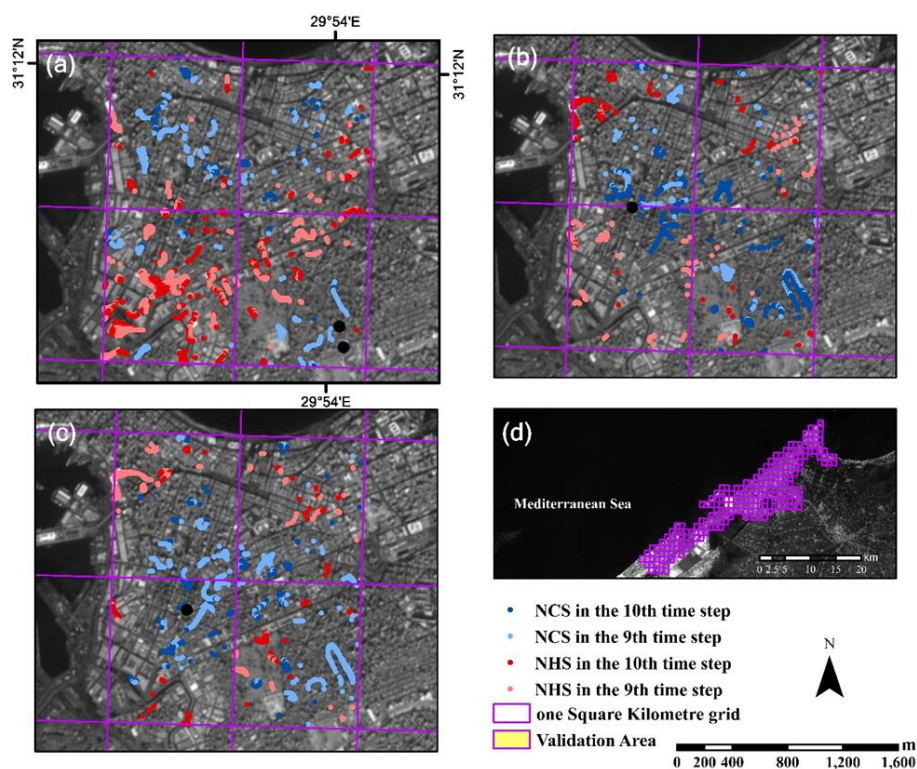 29°54'E
31°12'N
(a)
31°12'N
(b)
29°54'E
(c)
(d)
Mediterranean Sea
Km
0 2.5 5 10 15 20
NCS in the 10th time step
NCS in the 9th time step
NHS in the 10th time step
NHS in the 9th time step
one Square Kilometre grid
Validation Area
N
m
0 200 400 800 1,200 1,600